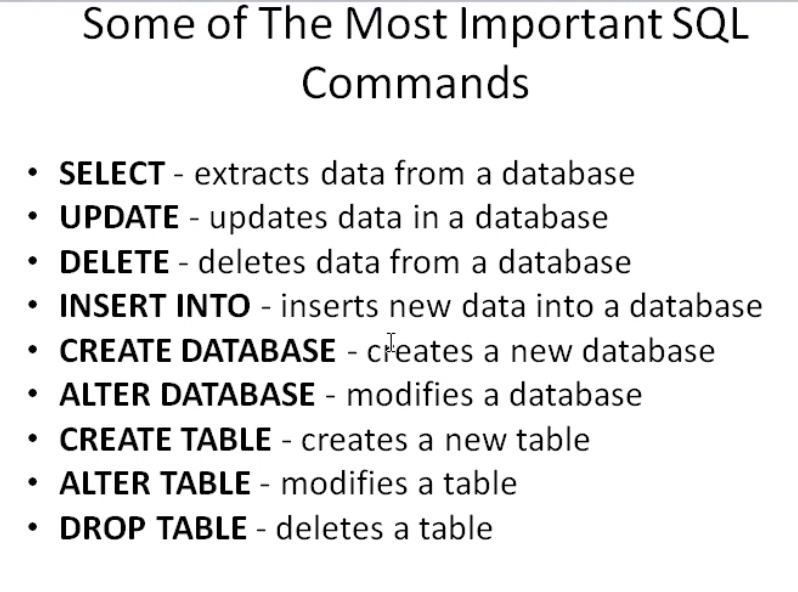 Some of The Most Important SQL
Commands
• SELECT - extracts data from a database
• UPDATE - updates data in a database
• DELETE - deletes data from a database
• INSERT INTO - inserts new data into a database
• CREATE DATABASE - creates a new database
• ALTER DATABASE - modifies a database
• CREATE TABLE - creates a new table
• ALTER TABLE - modifies a table
• DROP TABLE - deletes a table